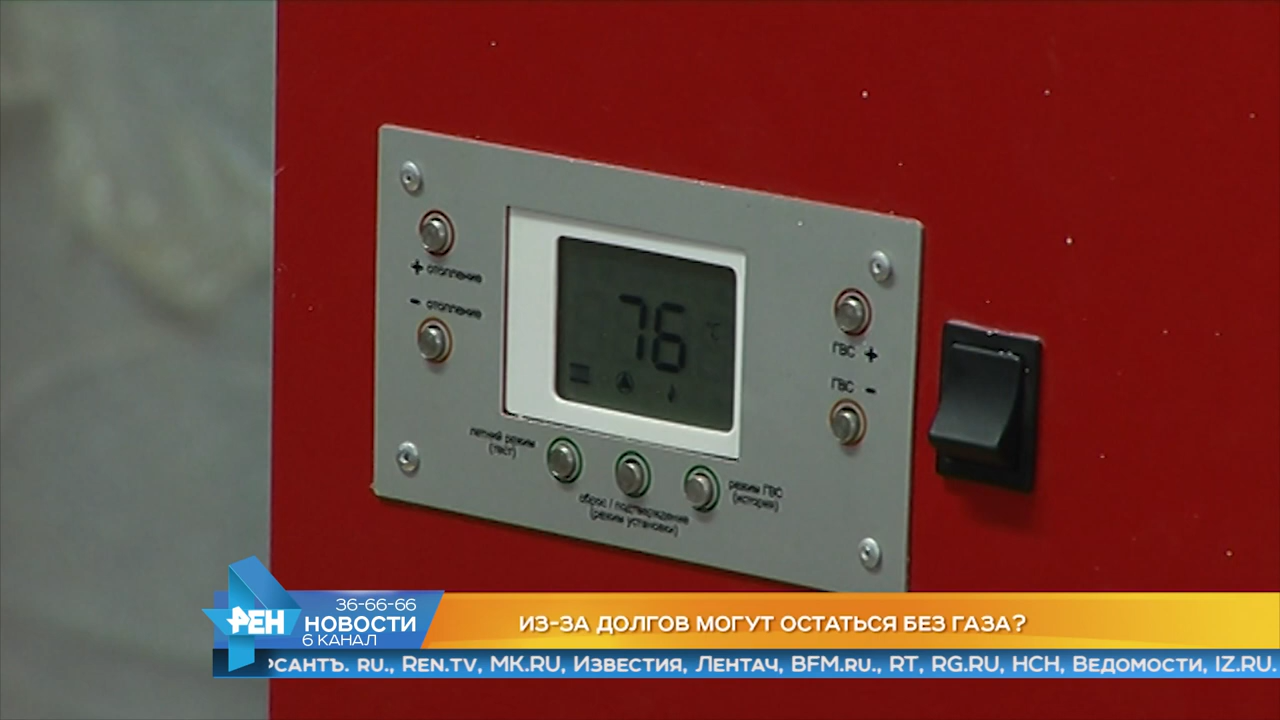 + отопление
- отопление
76 °C
ГВС +
ГВС -
летний режим
(тест)
сброс / подтверждение
(режим установки)
режим ГВС
(история)
РЕН
36-66-66
НОВОСТИ
6 КАНАЛ
ИЗ-ЗА ДОЛГОВ МОГУТ ОСТАТЬСЯ БЕЗ ГАЗА?
РСАНТЪ. RU., REN.TV, MK.RU, ИЗВЕСТИЯ, ЛЕНТАЧ, BFM.RU., RT, RG.RU, НСН, ВЕДОМОСТИ, IZ.RU.